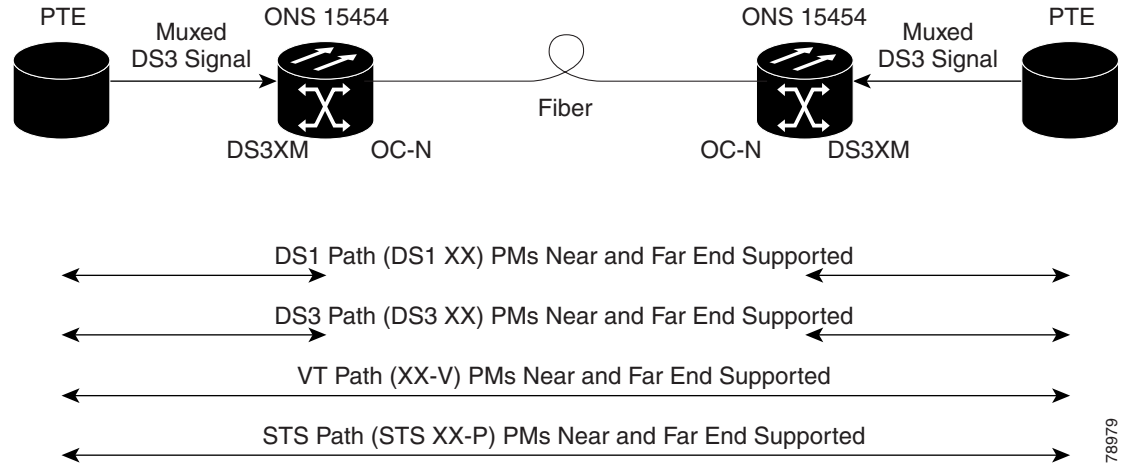 PTE
ONS 15454
ONS 15454
PTE
Muxed
DS3 Signal
Muxed
DS3 Signal
Fiber
DS3XM
OC-N
OC-N
DS3XM
DS1 Path (DS1 XX) PMs Near and Far End Supported
DS3 Path (DS3 XX) PMs Near and Far End Supported
VT Path (XX-V) PMs Near and Far End Supported
STS Path (STS XX-P) PMs Near and Far End Supported
78979